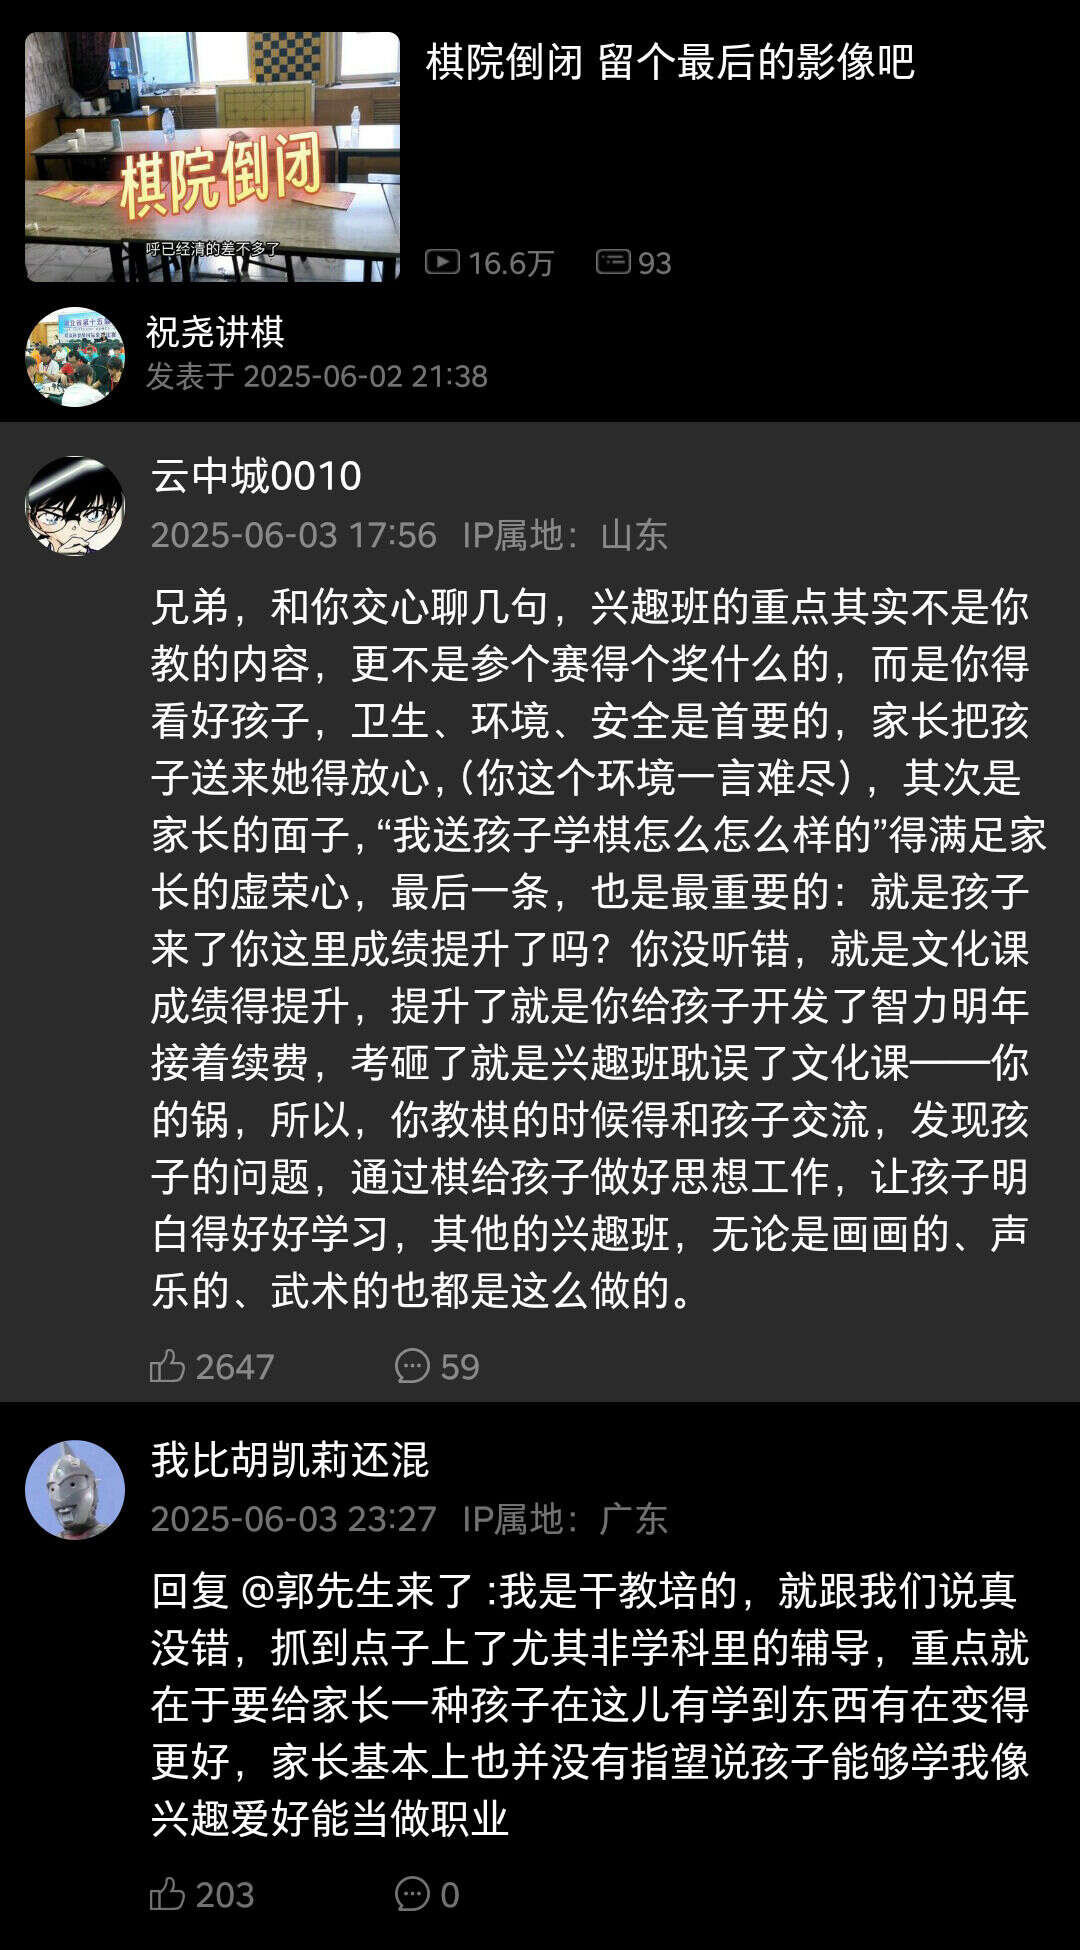 棋院倒闭 留个最后的影像吧
棋院倒闭
呼已经清的差不多了
16.6万 93
祝尧讲棋
发表于 2025-06-02 21:38
云中城0010
2025-06-03 17:56 IP属地：山东
兄弟，和你交心聊几句，兴趣班的重点其实不是你
教的内容，更不是参个赛得个奖什么的，而是你得
看好孩子，卫生、环境、安全是首要的，家长把孩
子送来她得放心，（你这个环境一言难尽），其次是
家长的面子，“我送孩子学棋怎么怎么样的”得满足家
长的虚荣心，最后一条，也是最重要的：就是孩子
来了你这里成绩提升了吗？你没听错，就是文化课
成绩得提升，提升了就是你给孩子开发了智力明年
接着续费，考砸了就是兴趣班耽误了文化课——你
的锅，所以，你教棋的时候得和孩子交流，发现孩
子的问题，通过棋给孩子做好思想工作，让孩子明
白得好好学习，其他的兴趣班，无论是画画的、声
乐的、武术的也都是这么做的。
2647 59
我比胡凯莉还混
2025-06-03 23:27 IP属地：广东
回复 @郭先生来了 :我是干教培的，就跟我们说真
没错，抓到点子上了尤其非学科里的辅导，重点就
在于要给家长一种孩子在这儿有学到东西有在变得
更好，家长基本上也并没有指望说孩子能够学我像
兴趣爱好能当做职业
203 0